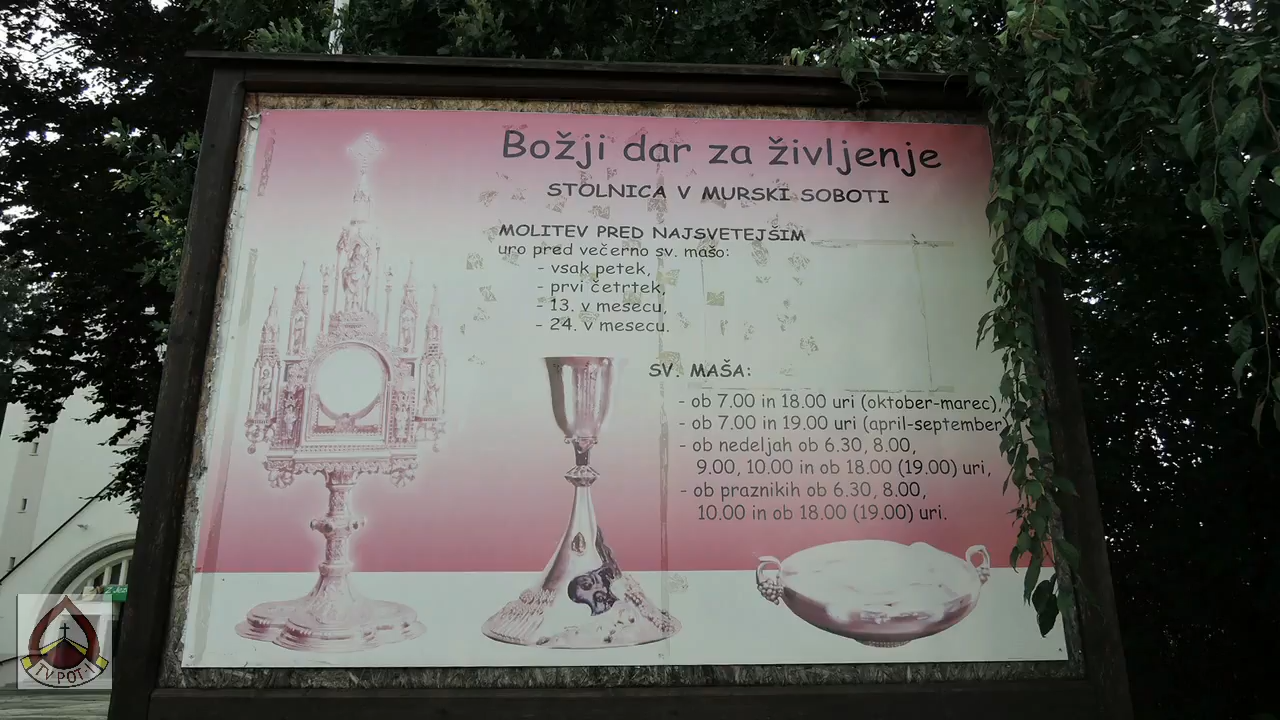 Božji dar za življenje
STOLNICA V MURSKI SOBOTI
MOLITEV PRED NAJSVETEJŠIM
uro pred večerno sv. mašo:
- vsak petek,
- prvi četrtek,
- 13. v mesecu,
- 24. v mesecu.
SV. MAŠA:
- ob 7.00 in 18.00 uri (oktober-marec),
- ob 7.00 in 19.00 uri (april-september)
- ob nedeljah ob 6.30, 8.00,
9.00, 10.00 in ob 18.00 (19.00) uri,
- ob praznikih ob 6.30, 8.00,
10.00 in ob 18.00 (19.00) uri.
TV POTI